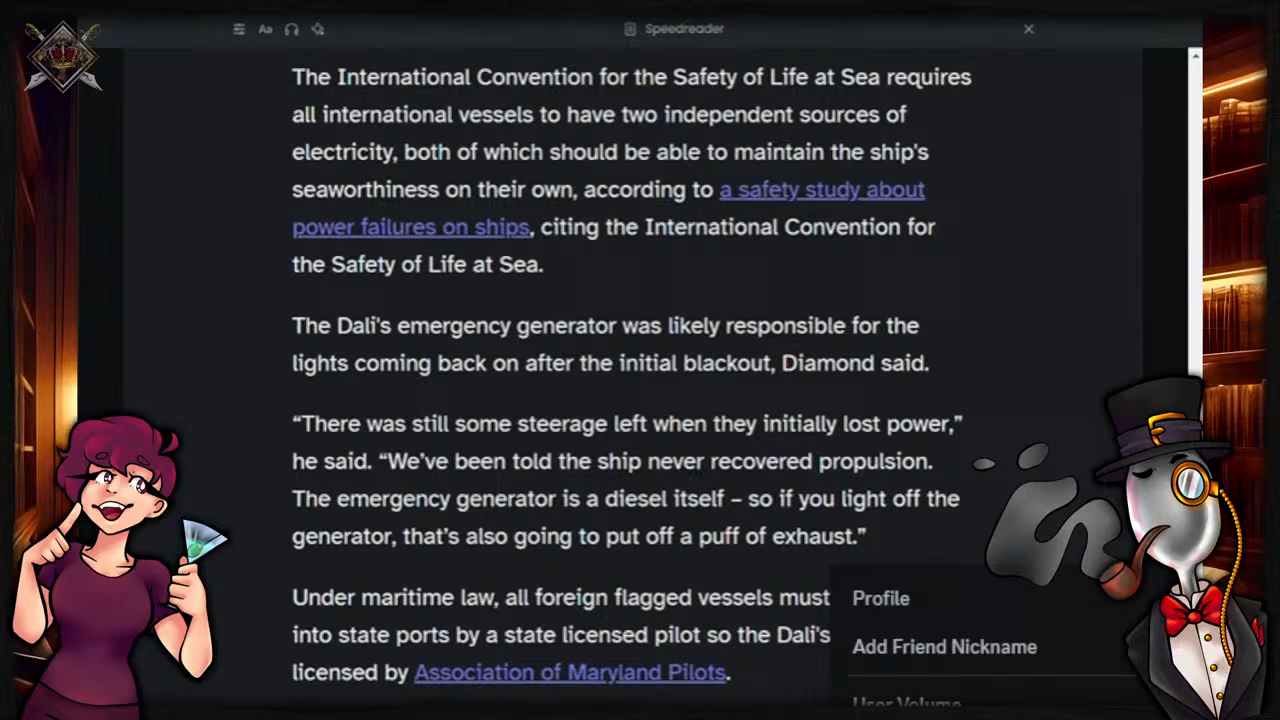 Aa
Speedreader
The International Convention for the Safety of Life at Sea requires
all international vessels to have two independent sources of
electricity, both of which should be able to maintain the ship's
seaworthiness on their own, according to a safety study about
power failures on ships, citing the International Convention for
the Safety of Life at Sea.
The Dali's emergency generator was likely responsible for the
lights coming back on after the initial blackout, Diamond said.
“There was still some steerage left when they initially lost power,”
he said. “We've been told the ship never recovered propulsion.
The emergency generator is a diesel itself – so if you light off the
generator, that's also going to put off a puff of exhaust.”
Under maritime law, all foreign flagged vessels must
into state ports by a state licensed pilot so the Dali's
licensed by Association of Maryland Pilots.
Profile
Add Friend Nickname
User Volume